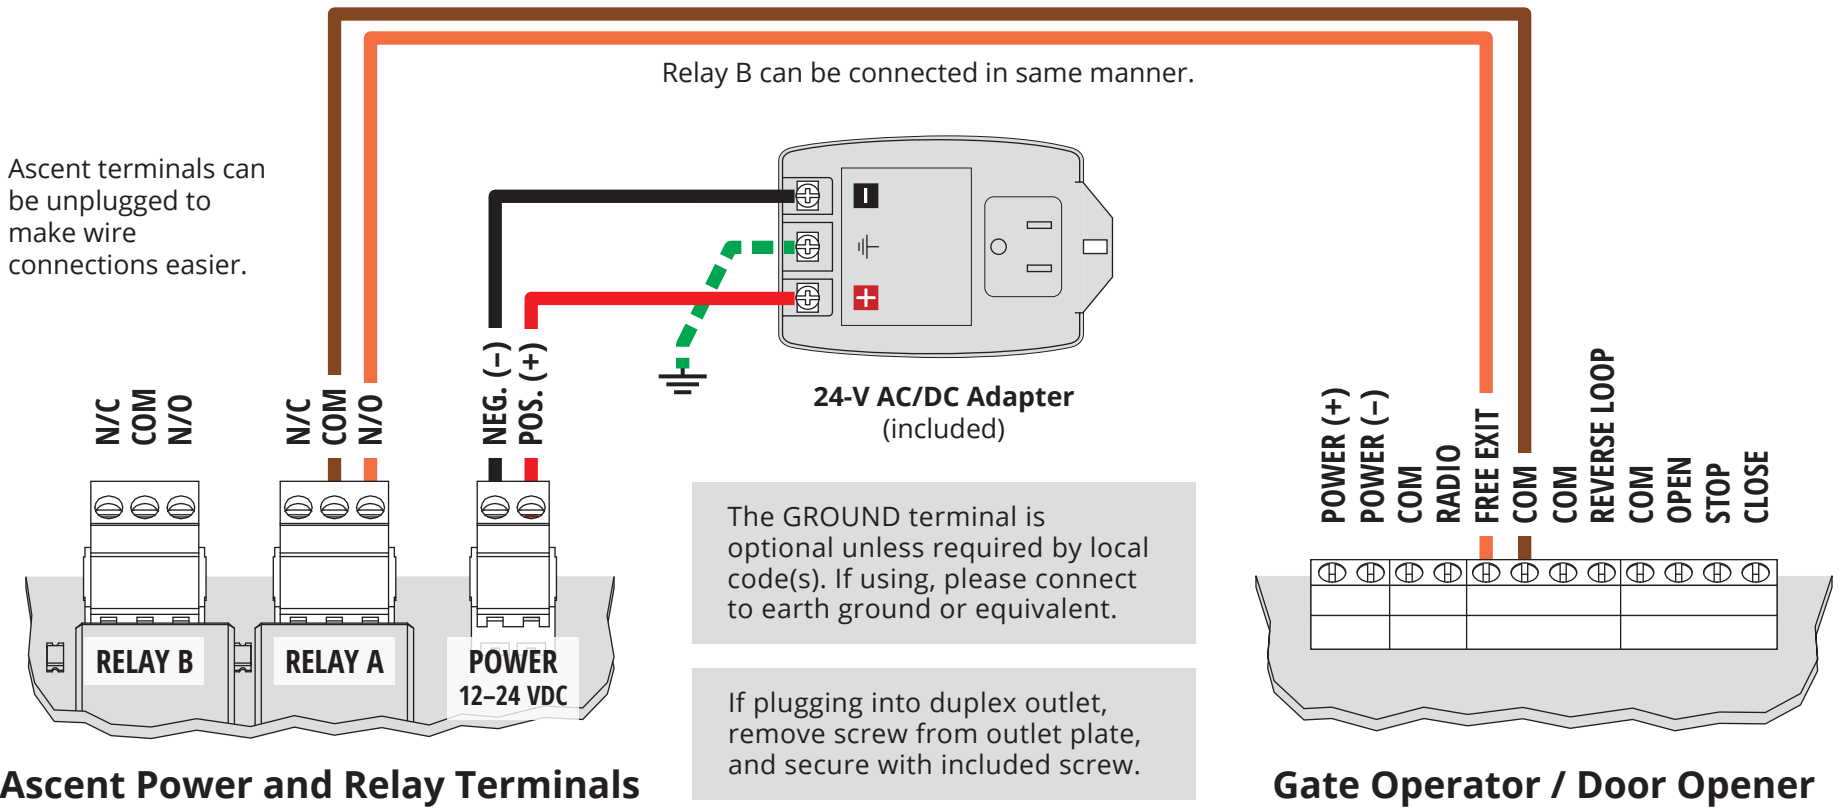 Relay B can be connected in same manner.
Ascent terminals can
be unplugged to
make wire
connections easier.
N/C
COM
N/O
N/C
COM
N/O
NEG. (−)
POS. (+)
24-V AC/DC Adapter
(included)
POWER (+)
POWER (−)
COM
RADIO
FREE EXIT
COM
COM
REVERSE LOOP
COM
OPEN
STOP
CLOSE
The GROUND terminal is
optional unless required by local
code(s). If using, please connect
to earth ground or equivalent.
RELAY B
RELAY A
POWER
12–24 VDC
If plugging into duplex outlet,
remove screw from outlet plate,
and secure with included screw.
Ascent Power and Relay Terminals
Gate Operator / Door Opener